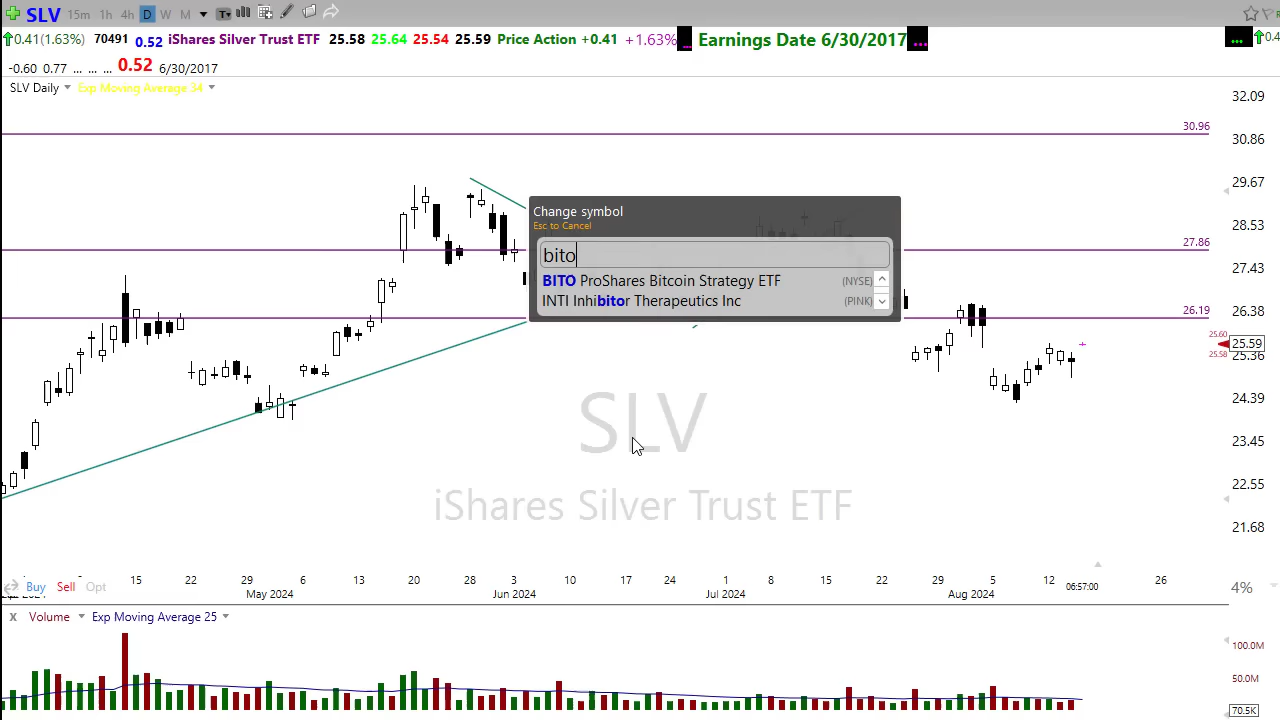 SLV 15m 1h 4h D W M
0.41(1.63%) 70491 0.52 iShares Silver Trust ETF 25.58 25.64 25.54 25.59 Price Action +0.41 +1.63% ... Earnings Date 6/30/2017 ... ... 0.4
-0.60 0.77 ... ... 0.52 6/30/2017
SLV Daily Exp Moving Average 34
32.09
30.96
30.86
29.67
28.53
27.86
27.43
26.38
26.19
25.60
25.59
25.58
25.36
24.39
23.45
22.55
21.68
Change symbol
Esc to Cancel
bito
BITO ProShares Bitcoin Strategy ETF (NYSE)
INTI Inhibitor Therapeutics Inc (PINK)
SLV
iShares Silver Trust ETF
Buy Sell Opt
15 22 29 6 13 20 28 3 10 17 24 1 8 15 22 29 5 12 06:57:00 26
May 2024 Jun 2024 Jul 2024 Aug 2024
4%
X Volume Exp Moving Average 25
100.0M
50.0M
70.5K